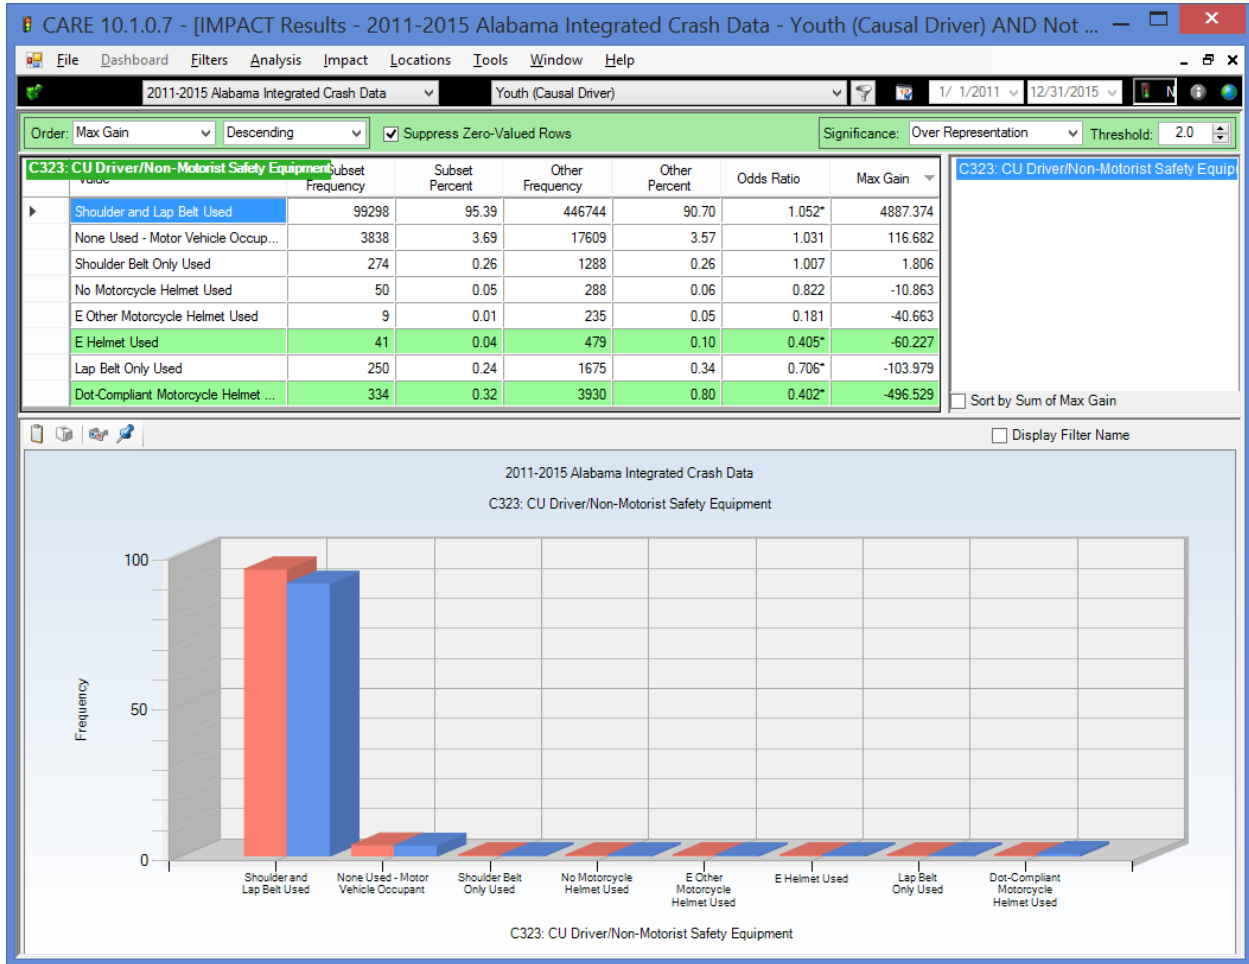 CARE 10.1.0.7 - [IMPACT Results - 2011-2015 Alabama Integrated Crash Data - Youth (Causal Driver) AND Not ...
File Dashboard Filters Analysis Impact Locations Tools Window Help
2011-2015 Alabama Integrated Crash Data Youth (Causal Driver) 1/ 1/2011 12/31/2015 N
Order: Max Gain Descending Suppress Zero-Valued Rows Significance: Over Representation Threshold: 2.0
C323: CU Driver/Non-Motorist Safety Equipment
Subset Frequency Subset Percent Other Frequency Other Percent Odds Ratio Max Gain
Shoulder and Lap Belt Used 99298 95.39 446744 90.70 1.052* 4887.374
None Used - Motor Vehicle Occup... 3838 3.69 17609 3.57 1.031 116.682
Shoulder Belt Only Used 274 0.26 1288 0.26 1.007 1.806
No Motorcycle Helmet Used 50 0.05 288 0.06 0.822 -10.863
E Other Motorcycle Helmet Used 9 0.01 235 0.05 0.181 -40.663
E Helmet Used 41 0.04 479 0.10 0.405* -60.227
Lap Belt Only Used 250 0.24 1675 0.34 0.706* -103.979
Dot-Compliant Motorcycle Helmet ... 334 0.32 3930 0.80 0.402* -496.529
C323: CU Driver/Non-Motorist Safety Equip
Sort by Sum of Max Gain
Display Filter Name
2011-2015 Alabama Integrated Crash Data
C323: CU Driver/Non-Motorist Safety Equipment
100
50
0
Frequency
Shoulder and
Lap Belt Used
None Used - Motor
Vehicle Occupant
Shoulder Belt
Only Used
No Motorcycle
Helmet Used
E Other
Motorcycle
Helmet Used
E Helmet Used
Lap Belt
Only Used
Dot-Compliant
Motorcycle
Helmet Used
C323: CU Driver/Non-Motorist Safety Equipment